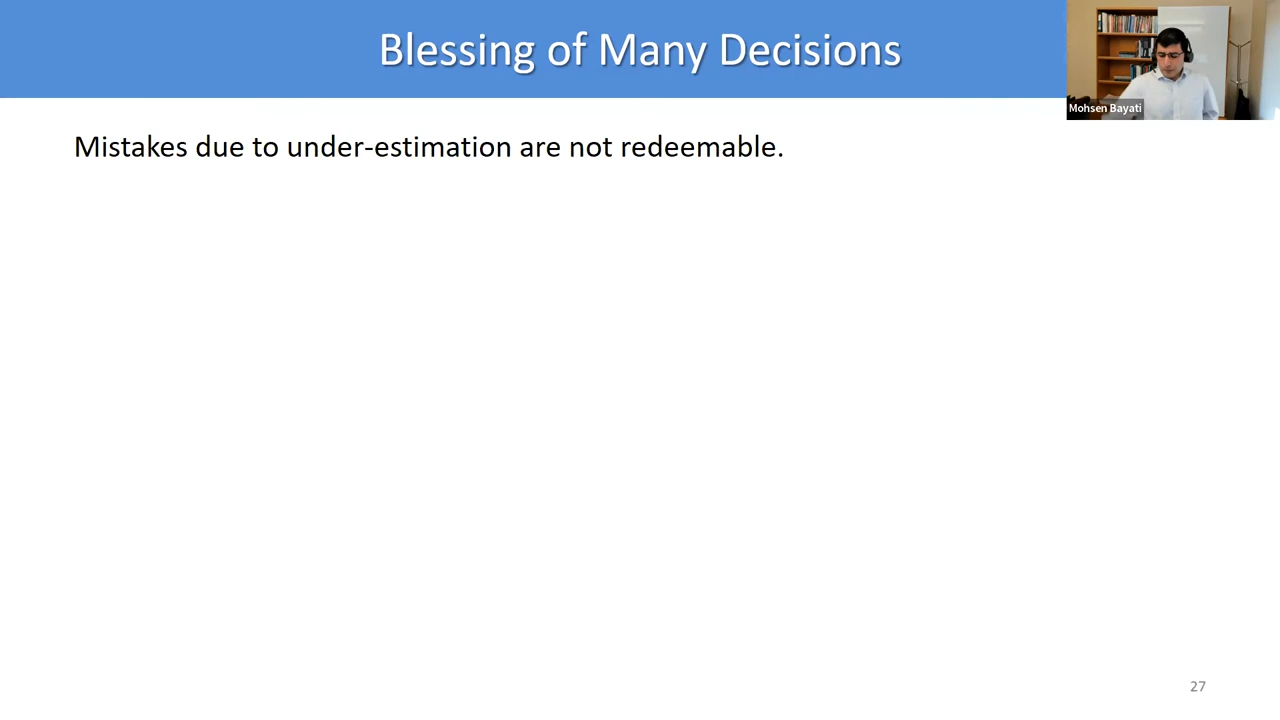 Blessing of Many Decisions
Mohsen Bayati
Mistakes due to under-estimation are not redeemable.
27